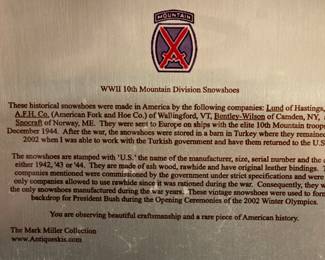 MOUNTAIN
WWII 10th Mountain Division Snowshoes
These historical snowshoes were made in America by the following companies: Lund of Hastings,
A.F.H. Co. (American Fork and Hoe Co.) of Wallingford, VT, Bentley-Wilson of Camden, NY,
Snocraft of Norway, ME. They were sent to Europe on ships with the elite 10th Mountain troops
December 1944. After the war, the snowshoes were stored in a barn in Turkey where they remained
2002 when I was able to work with the Turkish government and have them returned to the U.S
The snowshoes are stamped with 'U.S.' the name of the manufacturer, size, serial number and the
either 1942, '43 or '44. They are made of ash wood, rawhide and have original leather bindings. T
companies mentioned were commissioned by the government under strict specifications and were
only companies allowed to use rawhide since it was rationed during the war. Consequently, they w
the only snowshoes manufactured during the war years. These vintage snowshoes were used to form
backdrop for President Bush during the Opening Ceremonies of the 2002 Winter Olympics.
You are observing beautiful craftsmanship and a rare piece of American history.
The Mark Miller Collection
www.Antiqueskis.com